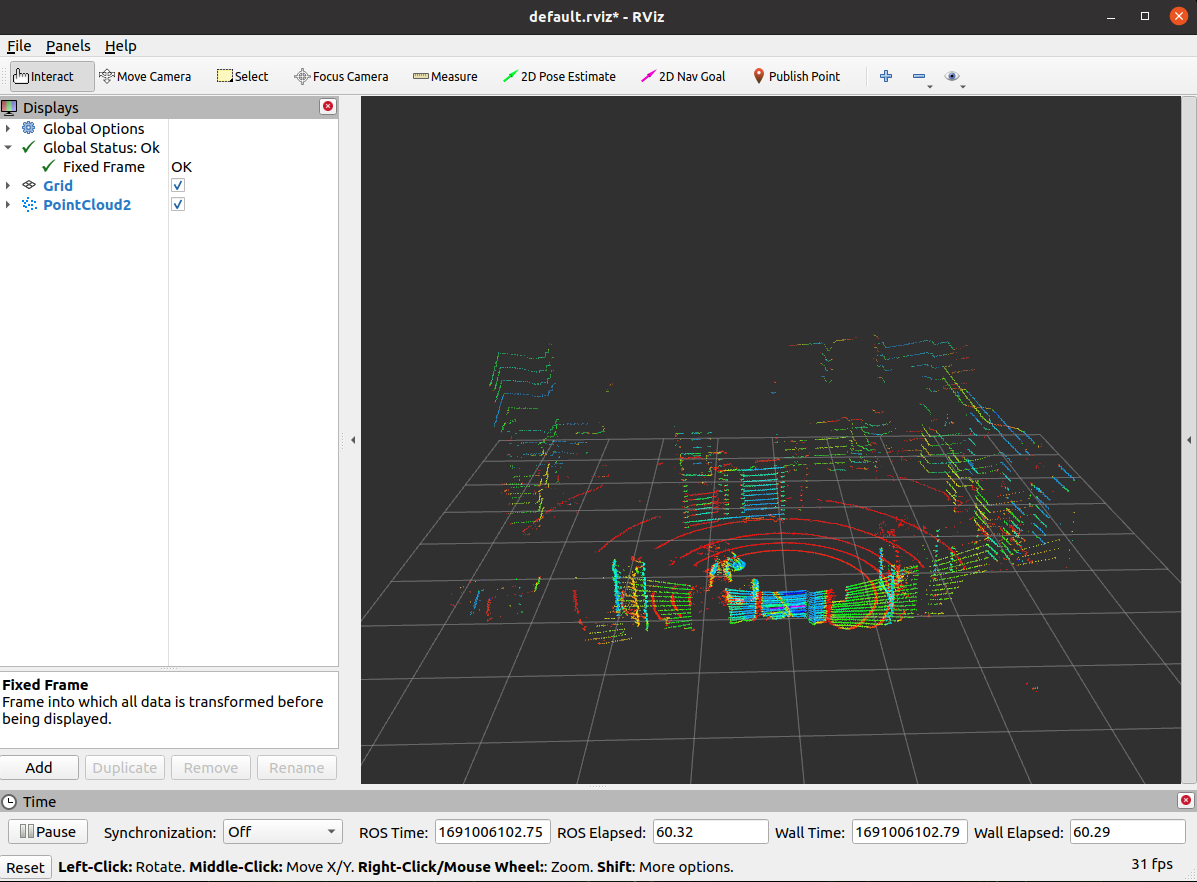 default.rviz* - RViz
File Panels Help
Interact Move Camera Select Focus Camera Measure 2D Pose Estimate 2D Nav Goal Publish Point
Displays
Global Options
Global Status: Ok
Fixed Frame OK
Grid
PointCloud2
Fixed Frame
Frame into which all data is transformed before
being displayed.
Add Duplicate Remove Rename
Time
Pause Synchronization: Off ROS Time: 1691006102.75 ROS Elapsed: 60.32 Wall Time: 1691006102.79 Wall Elapsed: 60.29
Reset Left-Click: Rotate. Middle-Click: Move X/Y. Right-Click/Mouse Wheel:: Zoom. Shift: More options. 31 fps